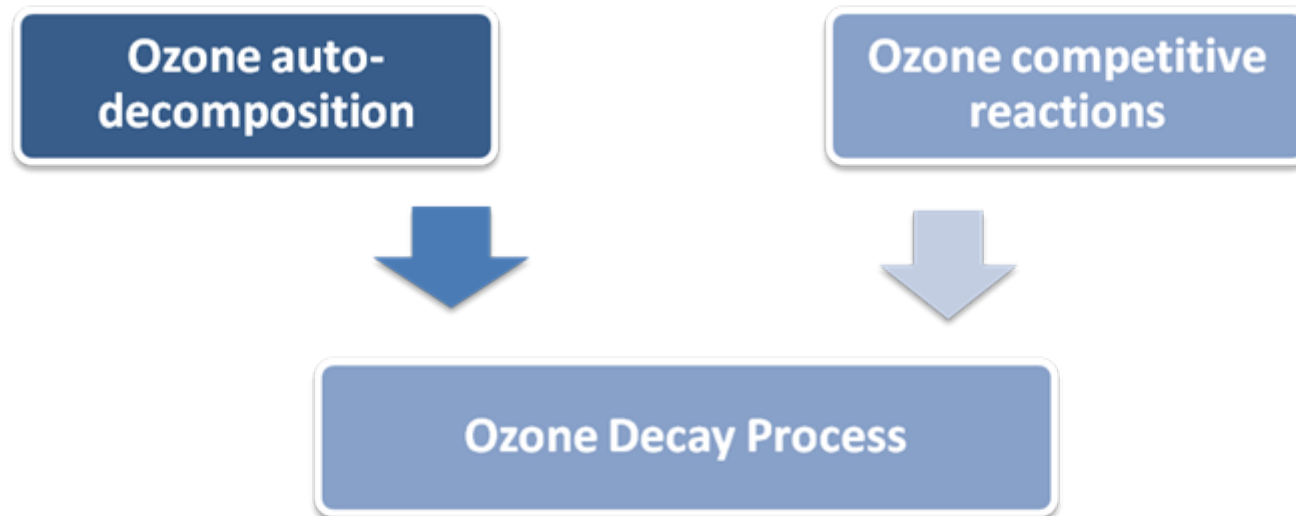 Ozone auto-
decomposition
Ozone competitive
reactions
Ozone Decay Process